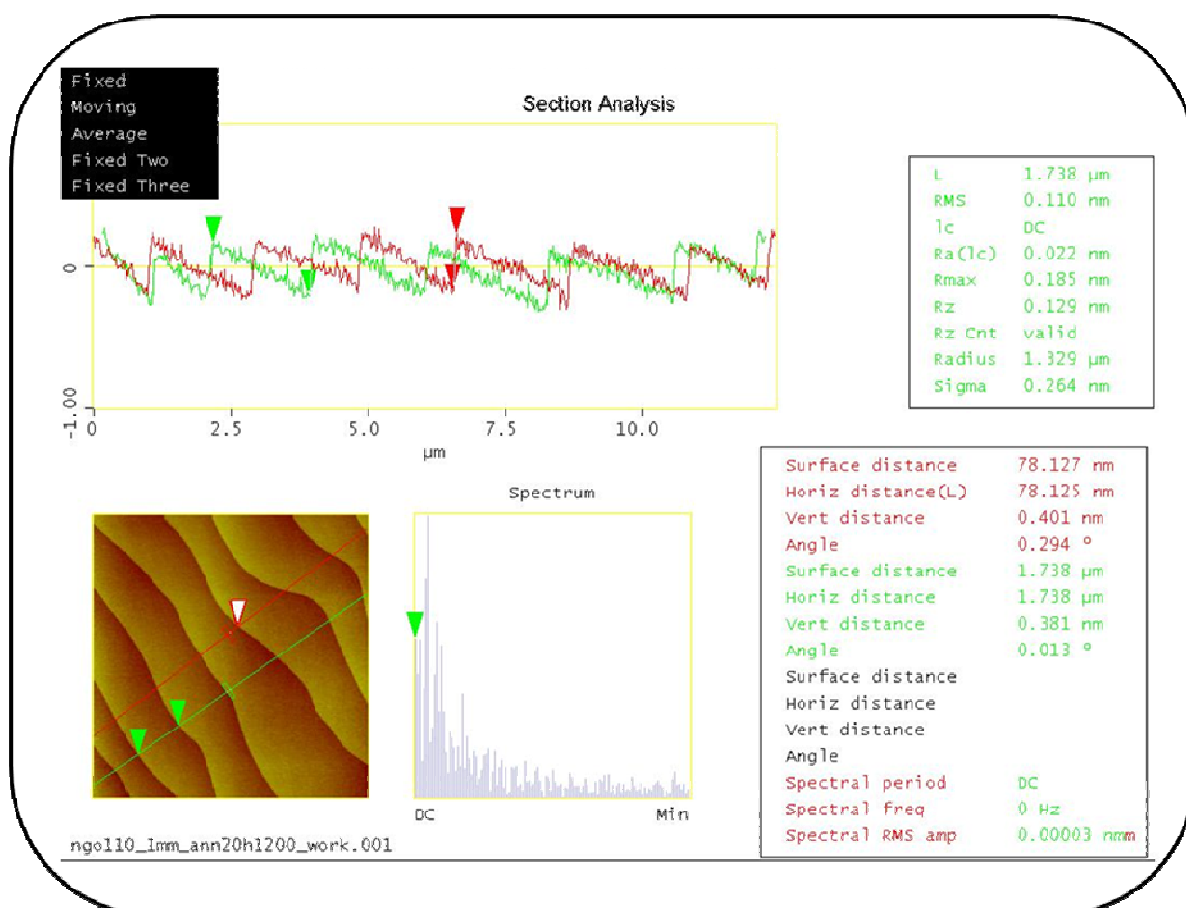 Fixed
Moving
Average
Fixed Two
Fixed Three
Section Analysis
0
-1.00
0 2.5 5.0 7.5 10.0
µm
L 1.738 µm
RMS 0.110 nm
lc DC
Ra(lc) 0.022 nm
Rmax 0.185 nm
Rz 0.129 nm
Rz Cnt valid
Radius 1.329 µm
Sigma 0.264 nm
Surface distance 78.127 nm
Horiz distance(L) 78.125 nm
Vert distance 0.401 nm
Angle 0.294 º
Surface distance 1.738 µm
Horiz distance 1.738 µm
Vert distance 0.381 nm
Angle 0.013 º
Surface distance
Horiz distance
Vert distance
Angle
Spectral period DC
Spectral freq 0 Hz
Spectral RMS amp 0.00003 nmm
Spectrum
DC Min
ngo110_1mm_ann20h1200_work.001